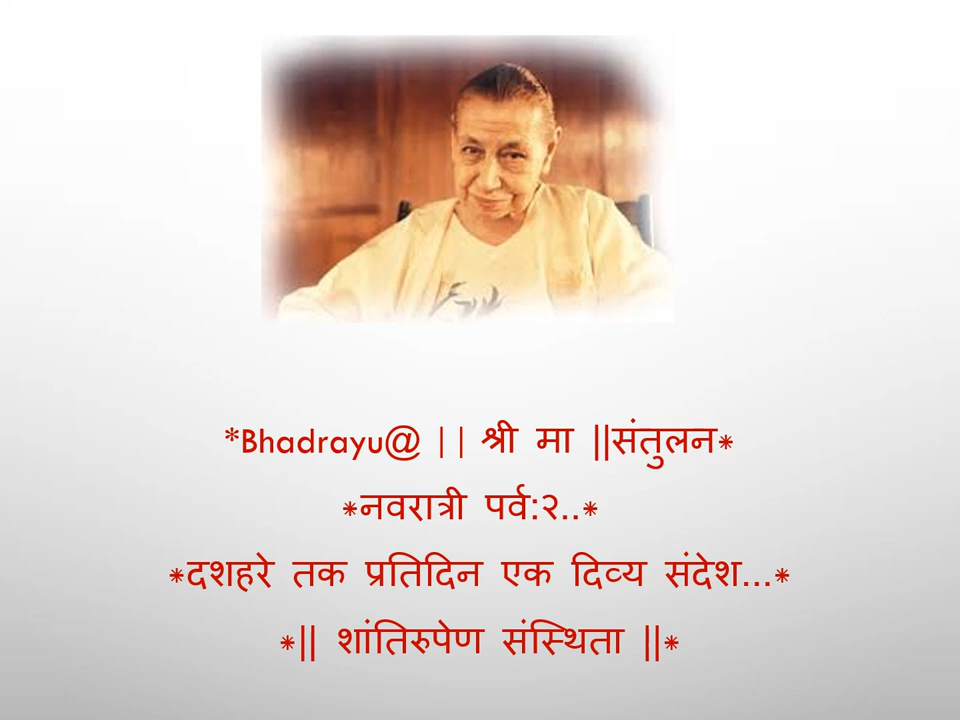 *Bhadrayu@ || श्री मा ||संतुलन*
*नवरात्री पर्व:२..*
*दशहरे तक प्रतिदिन एक दिव्य संदेश...*
*|| शांतिरुपेण संस्थिता ||*